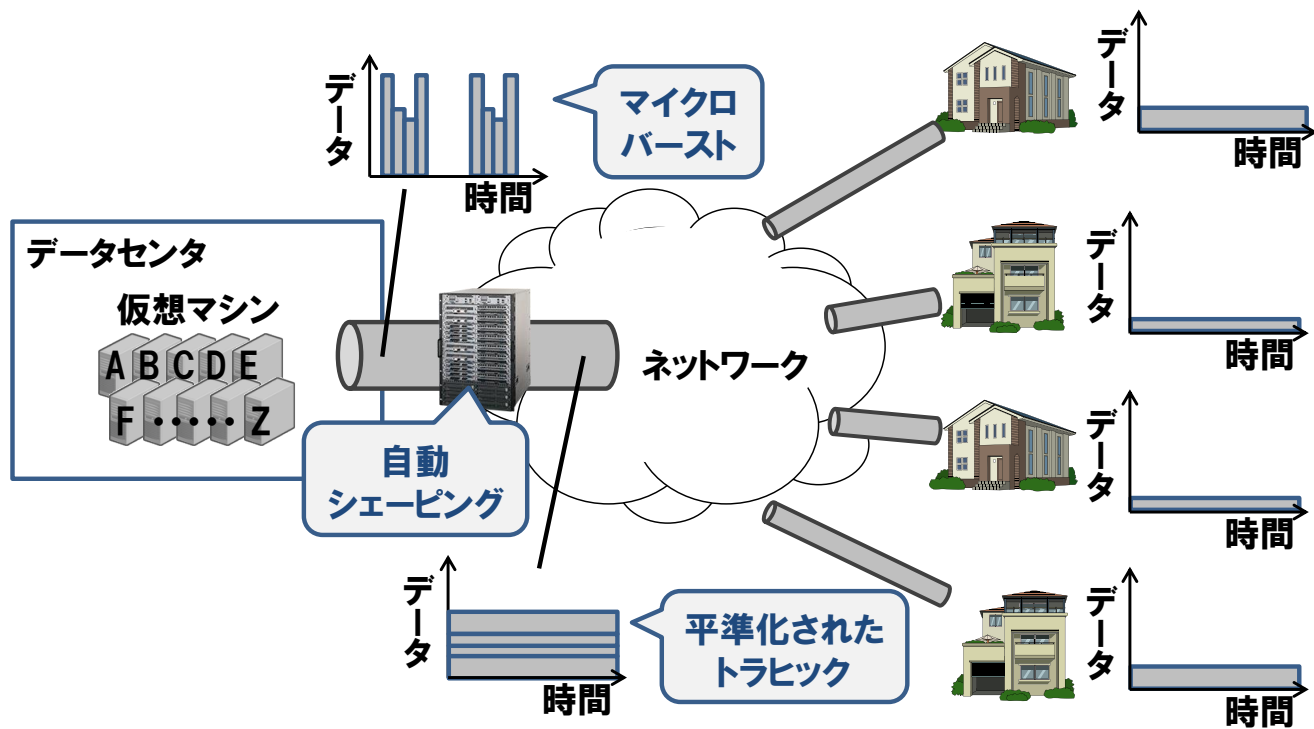 データ
時間
マイクロ
バースト
データ
時間
データセンタ
仮想マシン
A B C D E
F ・・・・・ Z
ネットワーク
自動
シェーピング
データ
時間
データ
時間
データ
時間
平準化された
トラヒック
データ
時間